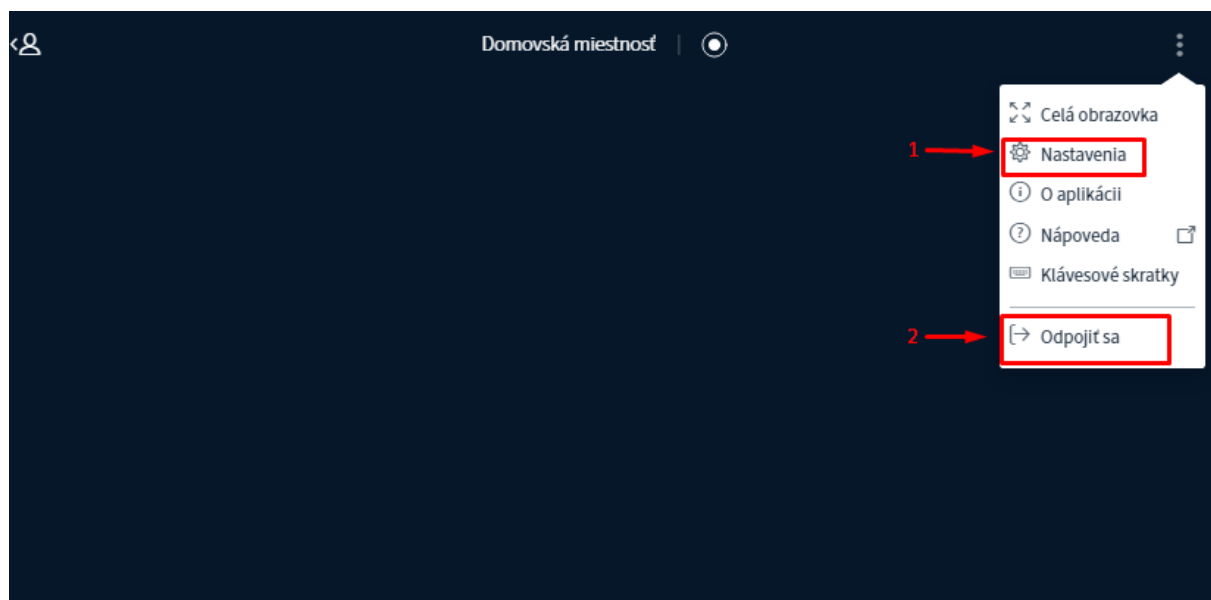 Domovská miestnosť
Celá obrazovka
1
Nastavenia
O aplikácii
Nápoveda
Klávesové skratky
2
Odpojiť sa